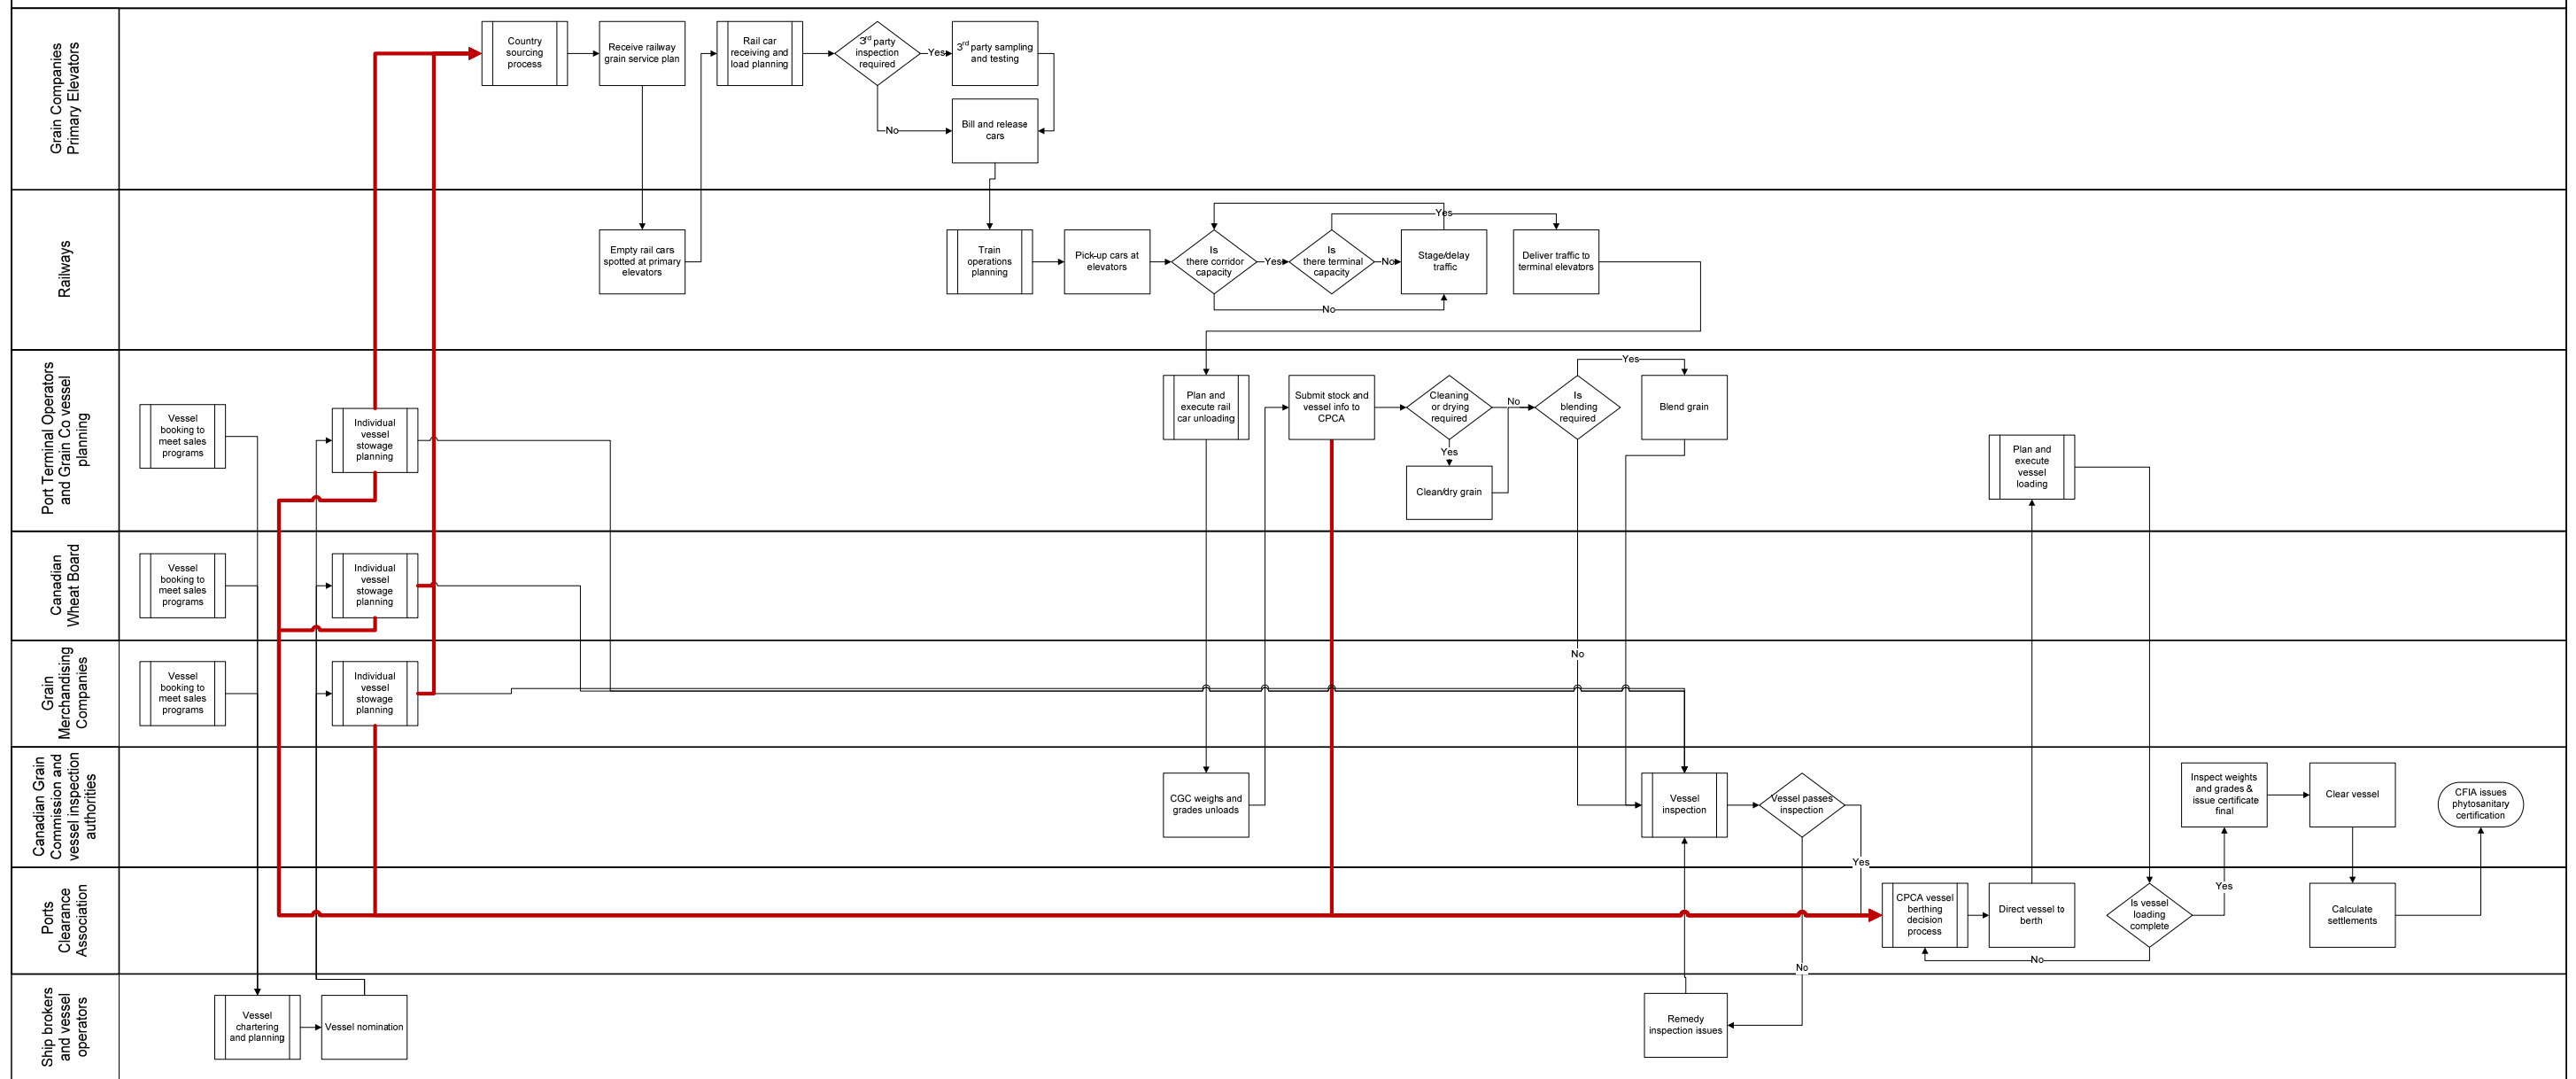 Grain Companies
Primary Elevators
Country
sourcing
process
Receive railway
grain service plan
Rail car
receiving and
load planning
3rd party
inspection
required
Yes
3rd party sampling
and testing
No
Bill and release
cars
Railways
Empty rail cars
spotted at primary
elevators
Train
operations
planning
Pick-up cars at
elevators
Is
there corridor
capacity
Yes
Is
there terminal
capacity
No
Stage/delay
traffic
Yes
Deliver traffic to
terminal elevators
No
Port Terminal Operators
and Grain Co vessel
planning
Vessel
booking to
meet sales
programs
Individual
vessel
stowage
planning
Plan and
execute rail
car unloading
Submit stock and
vessel info to
CPCA
Cleaning
or drying
required
No
Yes
Clean/dry grain
Is
blending
required
Yes
Blend grain
No
Plan and
execute
vessel
loading
Canadian
Wheat Board
Vessel
booking to
meet sales
programs
Individual
vessel
stowage
planning
Grain
Merchandising
Companies
Vessel
booking to
meet sales
programs
Individual
vessel
stowage
planning
Canadian Grain
Commission and
vessel inspection
authorities
CGC weighs and
grades unloads
Vessel
inspection
Vessel passes
inspection
Yes
No
Inspect weights
and grades &
issue certificate
final
Clear vessel
CFIA issues
phytosanitary
certification
Ports
Clearance
Association
CPCA vessel
berthing
decision
process
Direct vessel to
berth
Is vessel
loading
complete
Yes
No
Calculate
settlements
Ship brokers
and vessel
operators
Vessel
chartering
and planning
Vessel nomination
Remedy
inspection issues